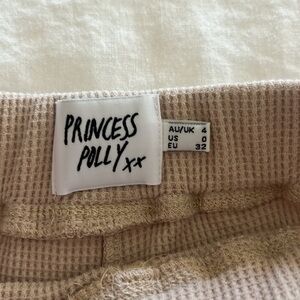 PRINCESS
POLLY xx
AU/UK 4
US 0
EU 32